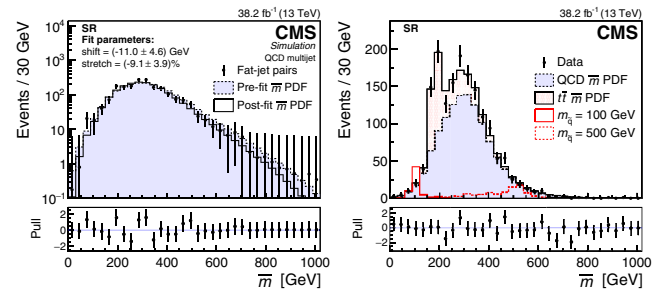 38.2 fb⁻¹ (13 TeV)
SR
CMS
Fit parameters:
Simulation
shift = (-11.0 ± 4.6) GeV
QCD multijet
stretch = (-9.1± 3.9)%
Fat-jet pairs
Pre-fit m̅ PDF
Post-fit m̅ PDF
Events / 30 GeV
10⁴
10³
10²
10
1
10⁻¹
Pull
2
0
−2
0 200 400 600 800 1000
m̅ [GeV]
38.2 fb⁻¹ (13 TeV)
SR
CMS
Data
QCD m̅ PDF
tt̅ m̅ PDF
m_q̃ = 100 GeV
m_q̃ = 500 GeV
Events / 30 GeV
200
150
100
50
0
Pull
2
0
−2
0 200 400 600 800 1000
m̅ [GeV]